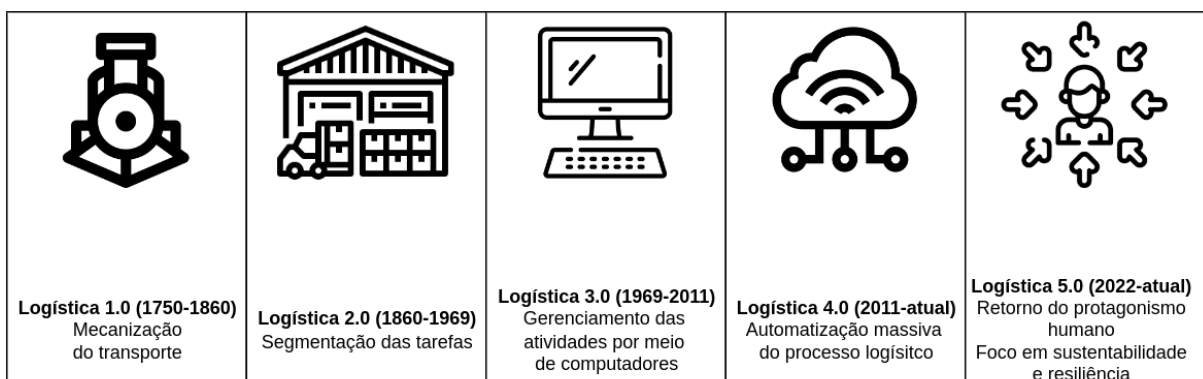 Logística 1.0 (1750-1860)
Mecanização
do transporte
Logística 2.0 (1860-1969)
Segmentação das tarefas
Logística 3.0 (1969-2011)
Gerenciamento das
atividades por meio
de computadores
Logística 4.0 (2011-atual)
Automatização massiva
do processo logísitco
Logística 5.0 (2022-atual)
Retorno do protagonismo
humano
Foco em sustentabilidade
e resiliência